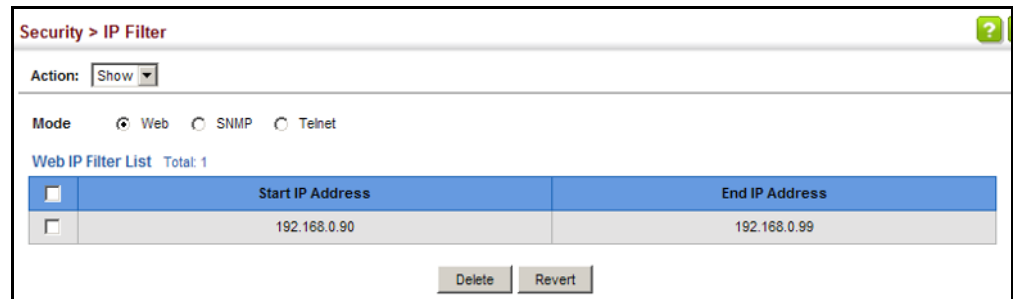 Security > IP Filter
?
Action: Show
Mode Web SNMP Telnet
Web IP Filter List Total: 1
Start IP Address End IP Address
192.168.0.90 192.168.0.99
Delete Revert